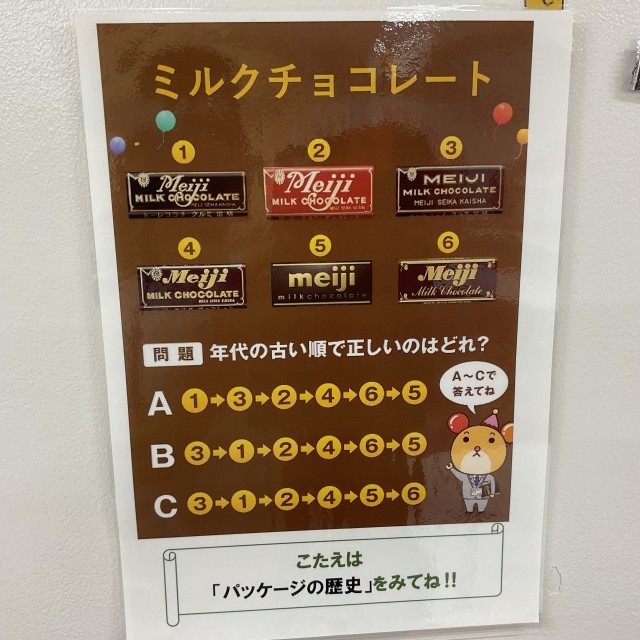 ミルクチョコレート
1
2
3
Meiji
MILK CHOCOLATE
Meiji
MILK CHOCOLATE
MEIJI
MILK CHOCOLATE
MEIJI SEIKA KAISHA
4
5
6
Meiji
MILK CHOCOLATE
meiji
milk chocolate
Meiji
Milk Chocolate
問題 年代の古い順で正しいのはどれ?
A 1→3→2→4→6→5
B 3→1→2→4→6→5
C 3→1→2→4→5→6
A〜Cで
答えてね
こたえは
「パッケージの歴史」をみてね!!